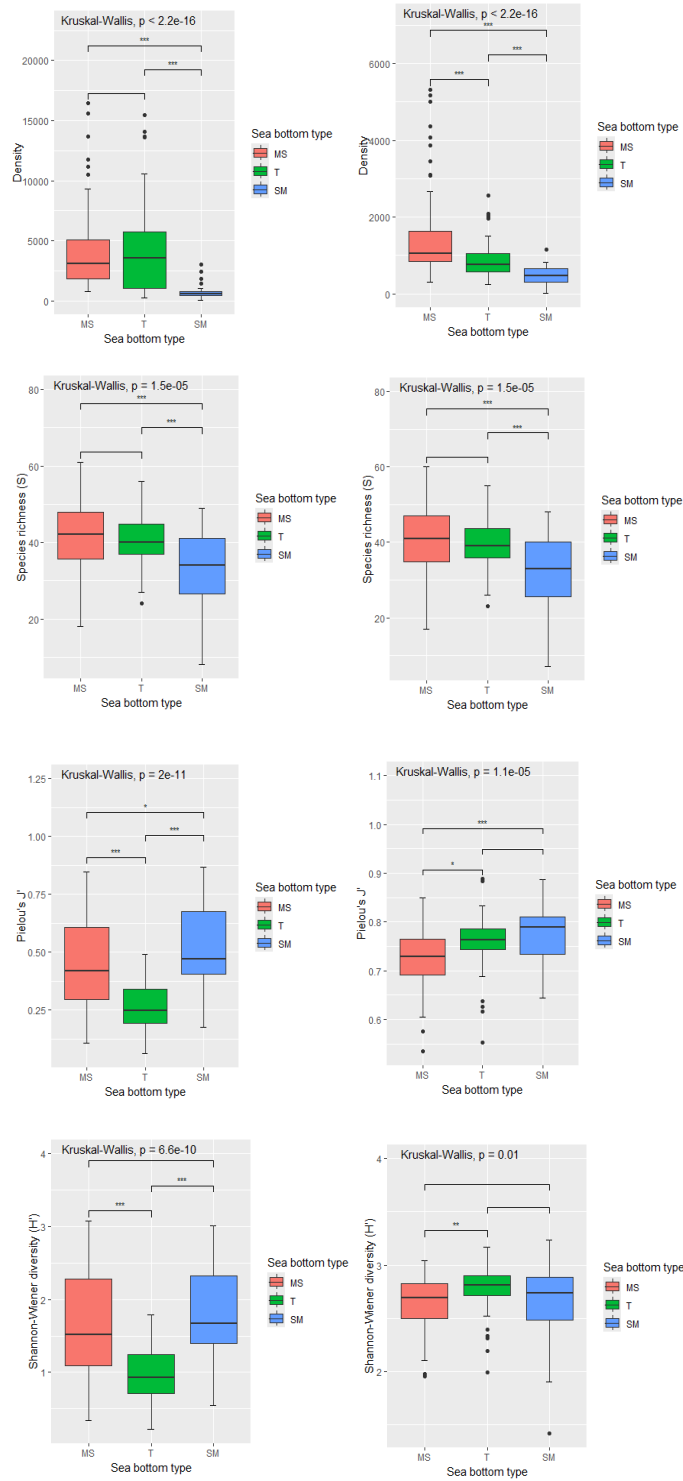 Kruskal-Wallis, p < 2.2e-16
***
***
20000
15000
10000
5000
0
Density
MS T SM
Sea bottom type
Sea bottom type
MS
T
SM
Kruskal-Wallis, p < 2.2e-16
***
***
***
6000
4000
2000
0
Density
MS T SM
Sea bottom type
Sea bottom type
MS
T
SM
Kruskal-Wallis, p = 1.5e-05
***
***
80
60
40
20
Species richness (S)
MS T SM
Sea bottom type
Sea bottom type
MS
T
SM
Kruskal-Wallis, p = 1.5e-05
***
***
80
60
40
20
Species richness (S)
MS T SM
Sea bottom type
Sea bottom type
MS
T
SM
Kruskal-Wallis, p = 2e-11
*
***
***
1.25
1.00
0.75
0.50
0.25
Pielou's J'
MS T SM
Sea bottom type
Sea bottom type
MS
T
SM
Kruskal-Wallis, p = 1.1e-05
***
*
1.1
1.0
0.9
0.8
0.7
0.6
Pielou's J'
MS T SM
Sea bottom type
Sea bottom type
MS
T
SM
Kruskal-Wallis, p = 6.6e-10
***
***
4
3
2
1
Shannon-Wiener diversity (H')
MS T SM
Sea bottom type
Sea bottom type
MS
T
SM
Kruskal-Wallis, p = 0.01
**
4
3
2
Shannon-Wiener diversity (H')
MS T SM
Sea bottom type
Sea bottom type
MS
T
SM